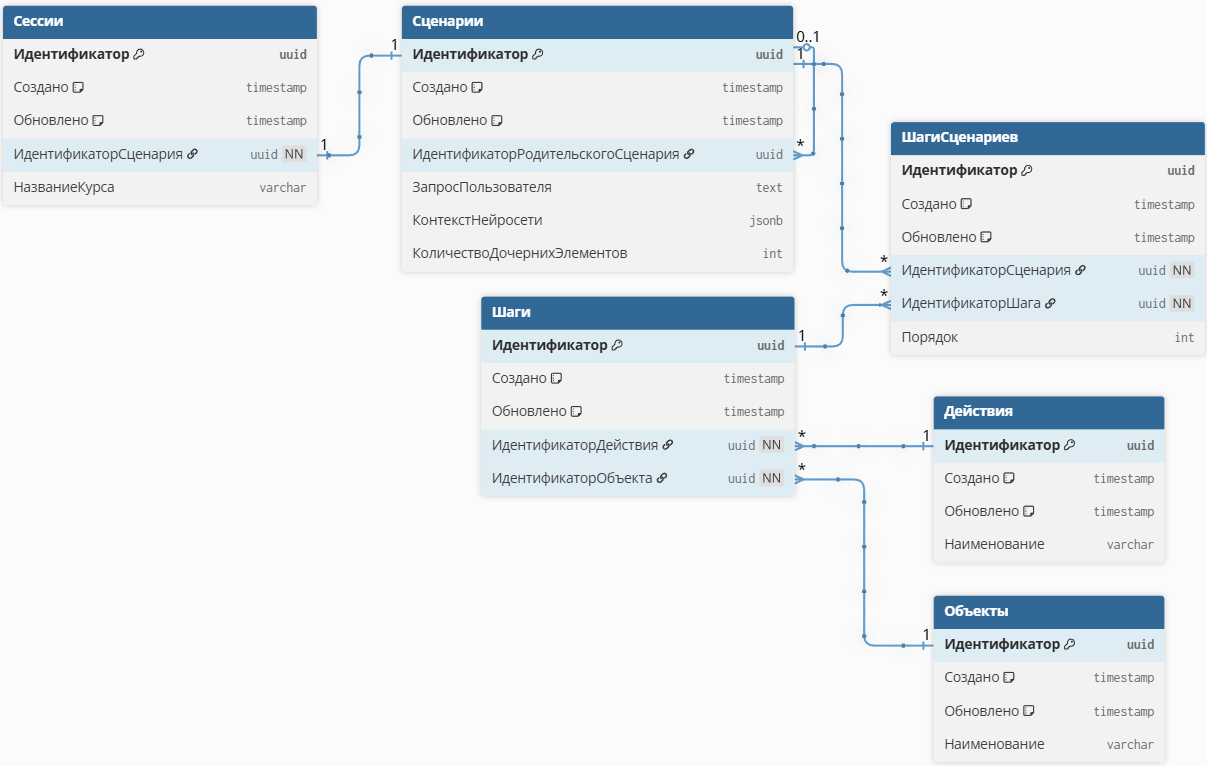 Сессии
Идентификатор uuid
Создано timestamp
Обновлено timestamp
ИдентификаторСценария uuid NN
НазваниеКурса varchar
1
1
Сценарии
Идентификатор uuid
Создано timestamp
Обновлено timestamp
ИдентификаторРодительскогоСценария uuid
ЗапросПользователя text
КонтекстНейросети jsonb
КоличествоДочернихЭлементов int
0..1
1
*
ШагиСценариев
Идентификатор uuid
Создано timestamp
Обновлено timestamp
* ИдентификаторСценария uuid NN
* ИдентификаторШага uuid NN
Порядок int
Шаги
Идентификатор uuid 1
Создано timestamp
Обновлено timestamp
ИдентификаторДействия uuid NN *
ИдентификаторОбъекта uuid NN *
Действия
1 Идентификатор uuid
Создано timestamp
Обновлено timestamp
Наименование varchar
Объекты
1 Идентификатор uuid
Создано timestamp
Обновлено timestamp
Наименование varchar